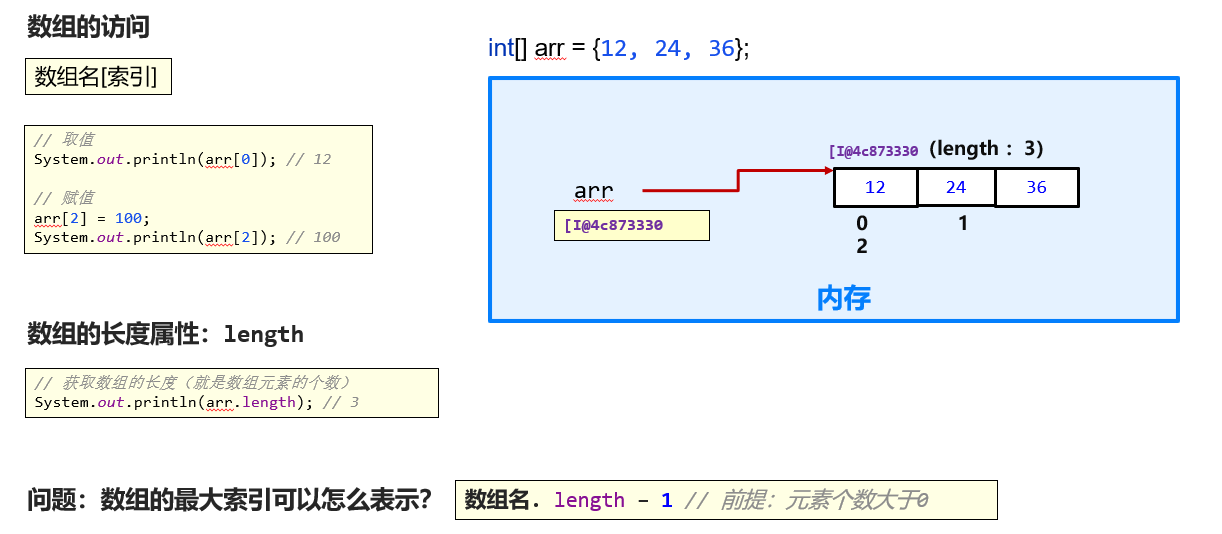 数组的访问
数组名[索引]
// 取值
System.out.println(arr[0]); // 12
// 赋值
arr[2] = 100;
System.out.println(arr[2]); // 100
数组的长度属性：length
// 获取数组的长度（就是数组元素的个数）
System.out.println(arr.length); // 3
int[] arr = {12, 24, 36};
[I@4c873330 (length : 3)
arr
[I@4c873330
12 24 36
0 1
2
内存
问题：数组的最大索引可以怎么表示？ 数组名. length – 1 // 前提：元素个数大于0